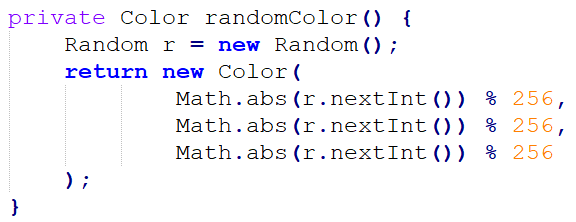 private Color randomColor() {
    Random r = new Random();
    return new Color(
            Math.abs(r.nextInt()) % 256,
            Math.abs(r.nextInt()) % 256,
            Math.abs(r.nextInt()) % 256
    );
}